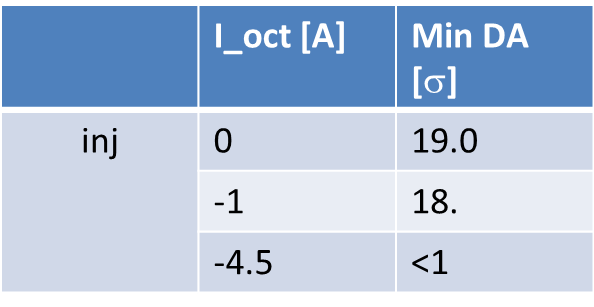 I_oct [A] Min DA
[σ]
inj 0 19.0
-1 18.
-4.5 <1